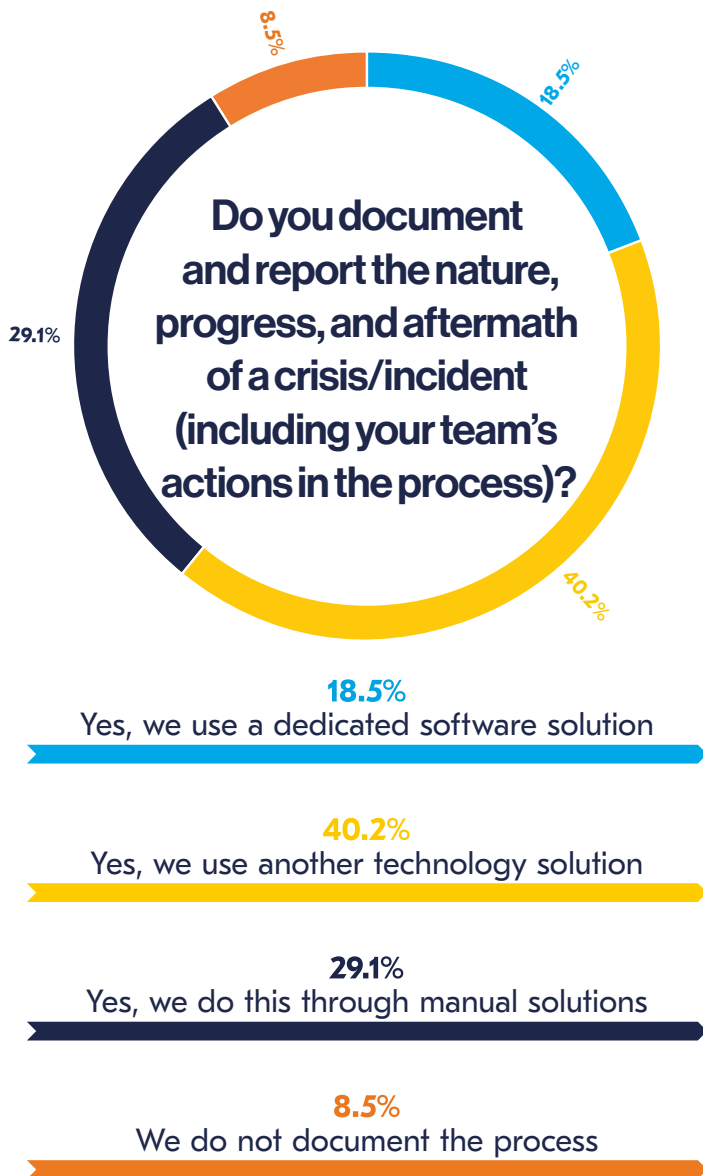 8.5%
18.5%
Do you document
and report the nature,
progress, and aftermath
of a crisis/incident
(including your team's
actions in the process)?
29.1%
40.2%
18.5%
Yes, we use a dedicated software solution
40.2%
Yes, we use another technology solution
29.1%
Yes, we do this through manual solutions
8.5%
We do not document the process